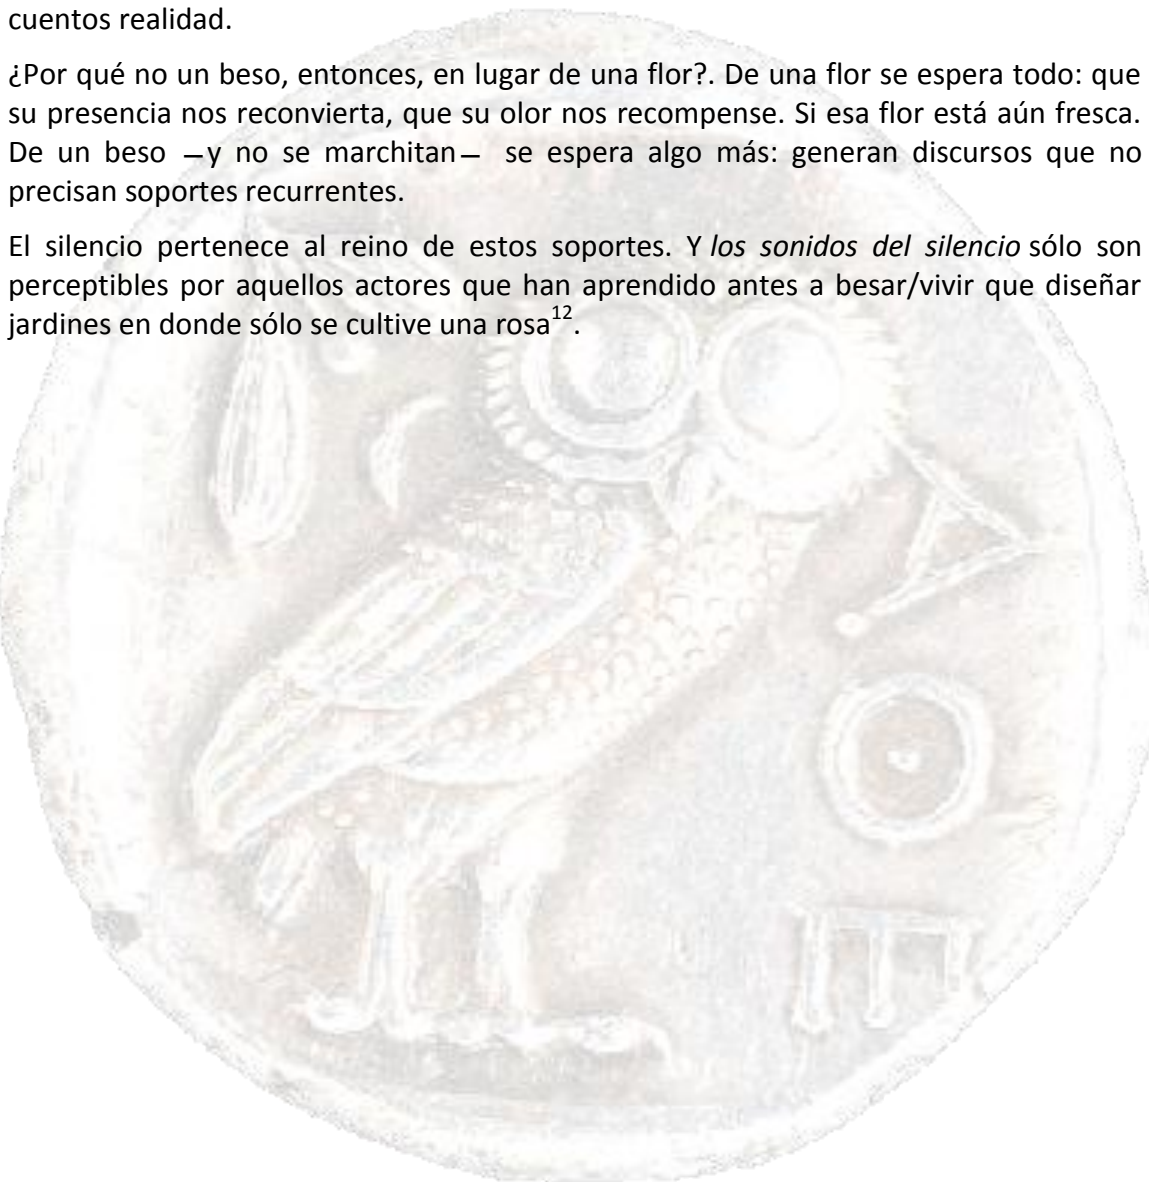 cuentos realidad.
¿Por qué no un beso, entonces, en lugar de una flor?. De una flor se espera todo: que
su presencia nos reconvierta, que su olor nos recompense. Si esa flor está aún fresca.
De un beso —y no se marchitan— se espera algo más: generan discursos que no
precisan soportes recurrentes.
El silencio pertenece al reino de estos soportes. Y los sonidos del silencio sólo son
perceptibles por aquellos actores que han aprendido antes a besar/vivir que diseñar
jardines en donde sólo se cultive una rosa12.
ΑΘΕ